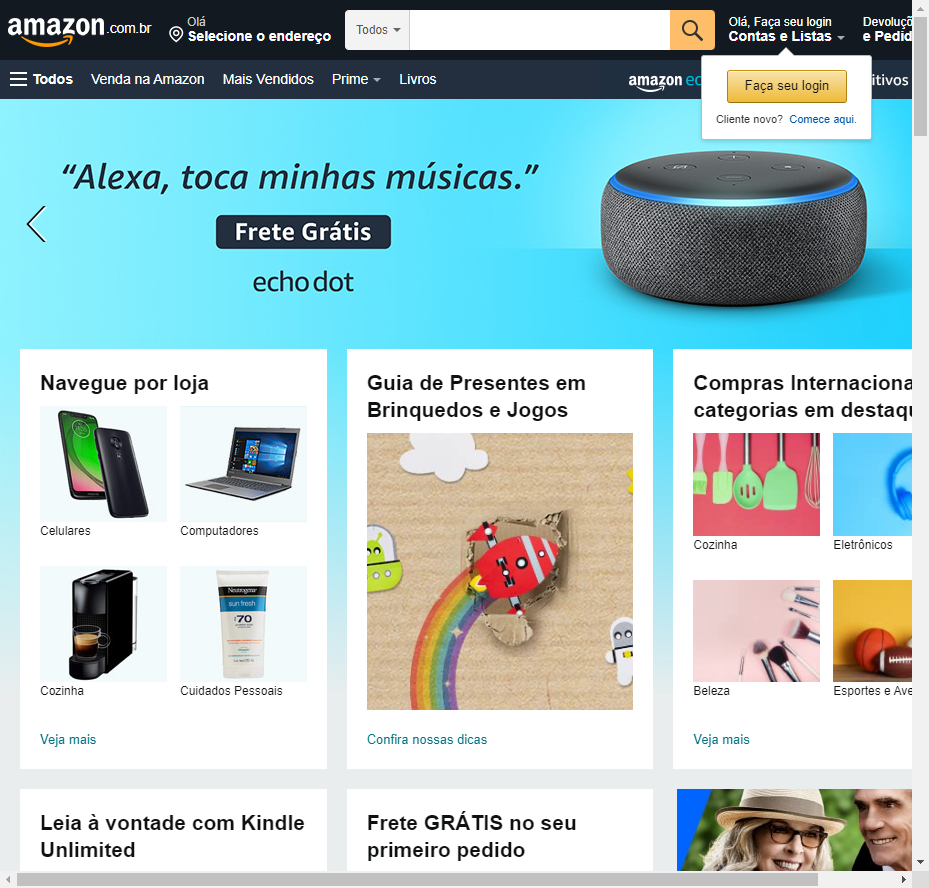 amazon.com.br
Olá
Selecione o endereço
Todos
Olá, Faça seu login
Contas e Listas
Devoluçõ
e Pedid
Todos
Venda na Amazon
Mais Vendidos
Prime
Livros
amazon ec
itivos
Faça seu login
Cliente novo? Comece aqui.
“Alexa, toca minhas músicas.”
Frete Grátis
echo dot
Navegue por loja
Celulares
Computadores
Cozinha
Neutrogena
sun fresh
70
Cuidados Pessoais
Veja mais
Guia de Presentes em
Brinquedos e Jogos
Confira nossas dicas
Compras Internaciona
categorias em destaqu
Cozinha
Eletrônicos
Beleza
Esportes e Ave
Veja mais
Leia à vontade com Kindle
Unlimited
Frete GRÁTIS no seu
primeiro pedido